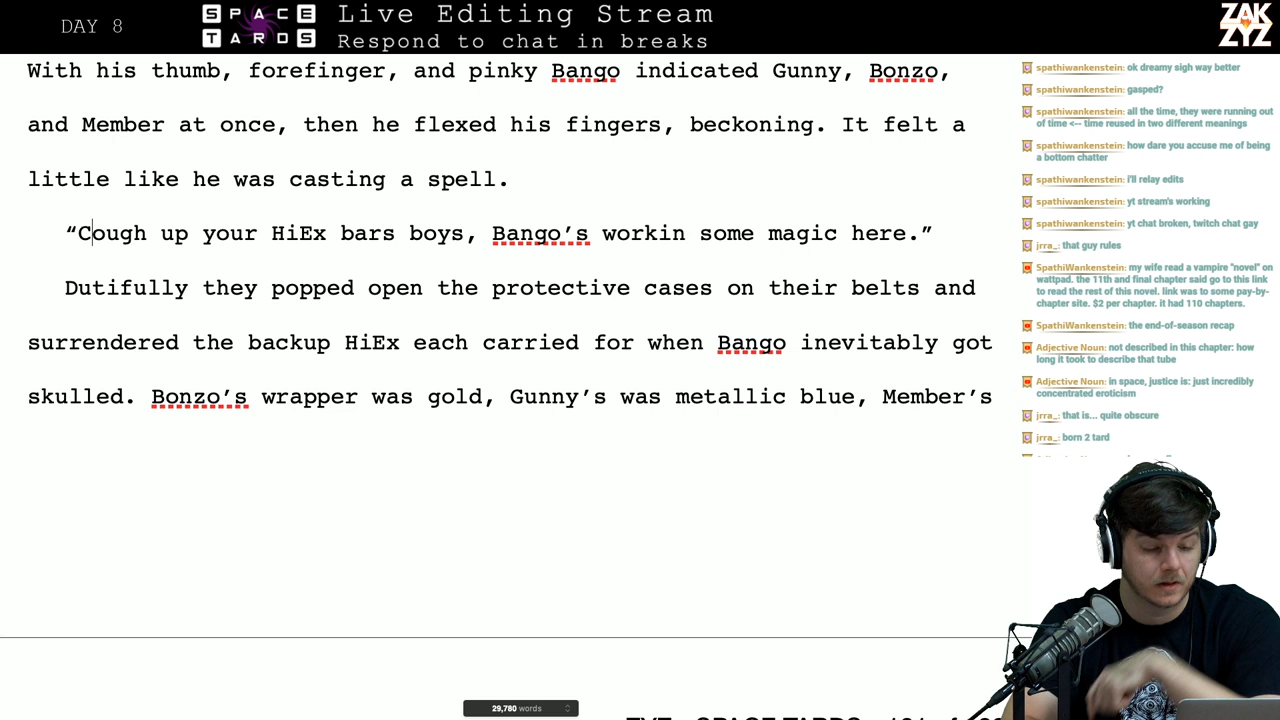 DAY 8
SPACE
TARDS
Live Editing Stream
Respond to chat in breaks
ZAK
ZYZ
With his thumb, forefinger, and pinky Bango indicated Gunny, Bonzo,
and Member at once, then he flexed his fingers, beckoning. It felt a
little like he was casting a spell.
“Cough up your HiEx bars boys, Bango’s workin some magic here.”
Dutifully they popped open the protective cases on their belts and
surrendered the backup HiEx each carried for when Bango inevitably got
skulled. Bonzo’s wrapper was gold, Gunny’s was metallic blue, Member’s
29,780 words
spathiwankenstein: ok dreamy sigh way better
spathiwankenstein: gasped?
spathiwankenstein: all the time, they were running out
of time <-- time reused in two different meanings
spathiwankenstein: how dare you accuse me of being
a bottom chatter
spathiwankenstein: i'll relay edits
spathiwankenstein: yt stream's working
spathiwankenstein: yt chat broken, twitch chat gay
jrra_: that guy rules
SpathiWankenstein: my wife read a vampire "novel" on
wattpad. the 11th and final chapter said go to this link
to read the rest of this novel. link was to some pay-by-
chapter site. $2 per chapter. it had 110 chapters.
SpathiWankenstein: the end-of-season recap
Adjective Noun: not described in this chapter: how
long it took to describe that tube
Adjective Noun: in space, justice is: just incredibly
concentrated eroticism
jrra_: that is... quite obscure
jrra_: born 2 tard